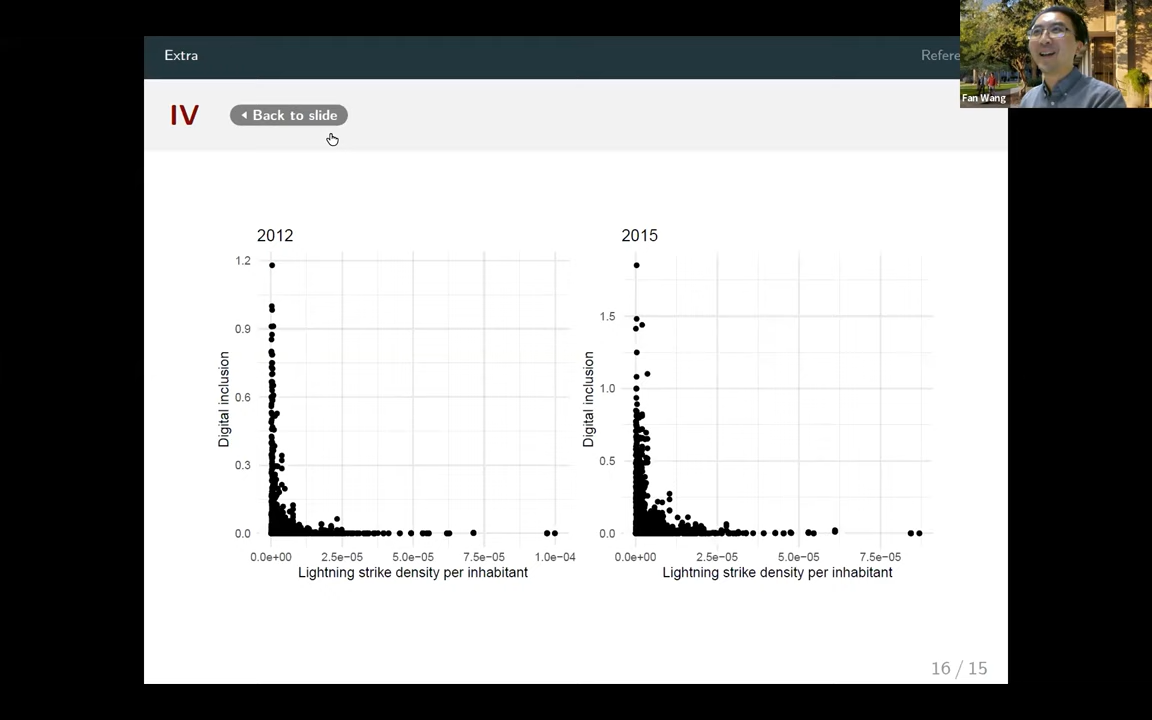 Extra
Refere
Fan Wang
IV
Back to slide
2012
1.2
0.9
0.6
0.3
0.0
Digital inclusion
0.0e+00 2.5e-05 5.0e-05 7.5e-05 1.0e-04
Lightning strike density per inhabitant
2015
1.5
1.0
0.5
0.0
Digital inclusion
0.0e+00 2.5e-05 5.0e-05 7.5e-05
Lightning strike density per inhabitant
16 / 15